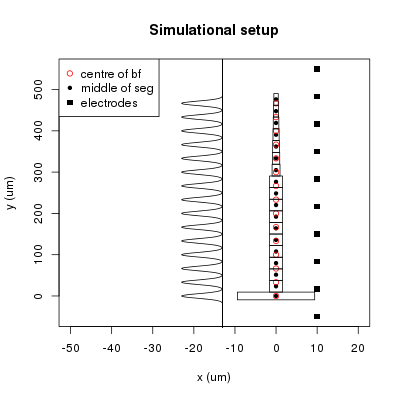 Simulational setup
centre of bf
middle of seg
electrodes
y (um)
500
400
300
200
100
0
-50 -40 -30 -20 -10 0 10 20
x (um)